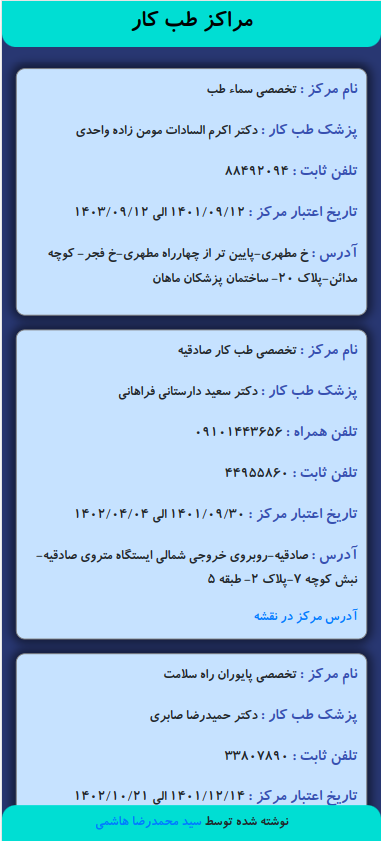 مراکز طب کار
نام مرکز : تخصصی سماء طب
پزشک طب کار : دکتر اکرم السادات مومن زاده واحدی
تلفن ثابت : ۸۸۴۹۲۰۹۴
تاریخ اعتبار مرکز : ۱۴۰۱/۰۹/۱۲ الی ۱۴۰۳/۰۹/۱۲
آدرس : خ مطهری-پایین تر از چهارراه مطهری-خ فجر- کوچه
مدائن-پلاک ۲۰- ساختمان پزشکان ماهان
نام مرکز : تخصصی طب کار صادقیه
پزشک طب کار : دکتر سعید دارستانی فراهانی
تلفن همراه : ۰۹۱۰۱۴۴۳۶۵۶
تلفن ثابت : ۴۴۹۵۵۸۶۰
تاریخ اعتبار مرکز : ۱۴۰۱/۰۹/۳۰ الی ۱۴۰۲/۰۴/۰۴
آدرس : صادقیه-روبروی خروجی شمالی ایستگاه متروی صادقیه-
نبش کوچه ۷-پلاک ۲- طبقه ۵
آدرس مرکز در نقشه
نام مرکز : تخصصی پایوران راه سلامت
پزشک طب کار : دکتر حمیدرضا صابری
تلفن ثابت : ۳۳۸۰۷۸۹۰
تاریخ اعتبار مرکز : ۱۴۰۱/۱۲/۱۴ الی ۱۴۰۲/۱۰/۲۱
نوشته شده توسط سید محمدرضا هاشمی